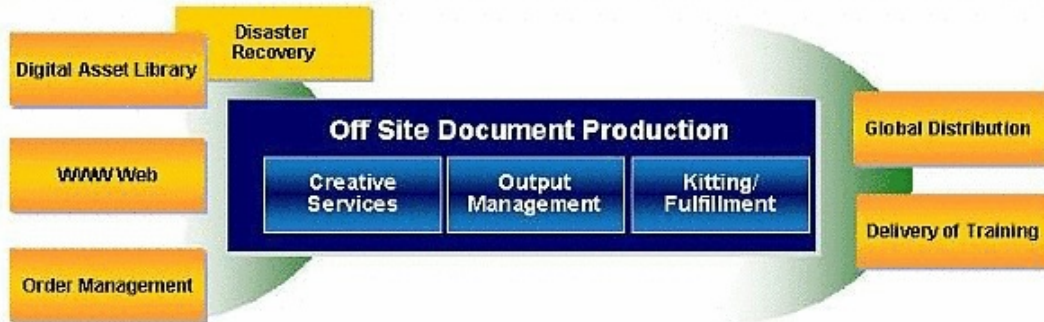 Disaster
Recovery
Digital Asset Library
WWW Web
Order Management
Off Site Document Production
Creative
Services
Output
Management
Kitting/
Fulfillment
Global Distribution
Delivery of Training